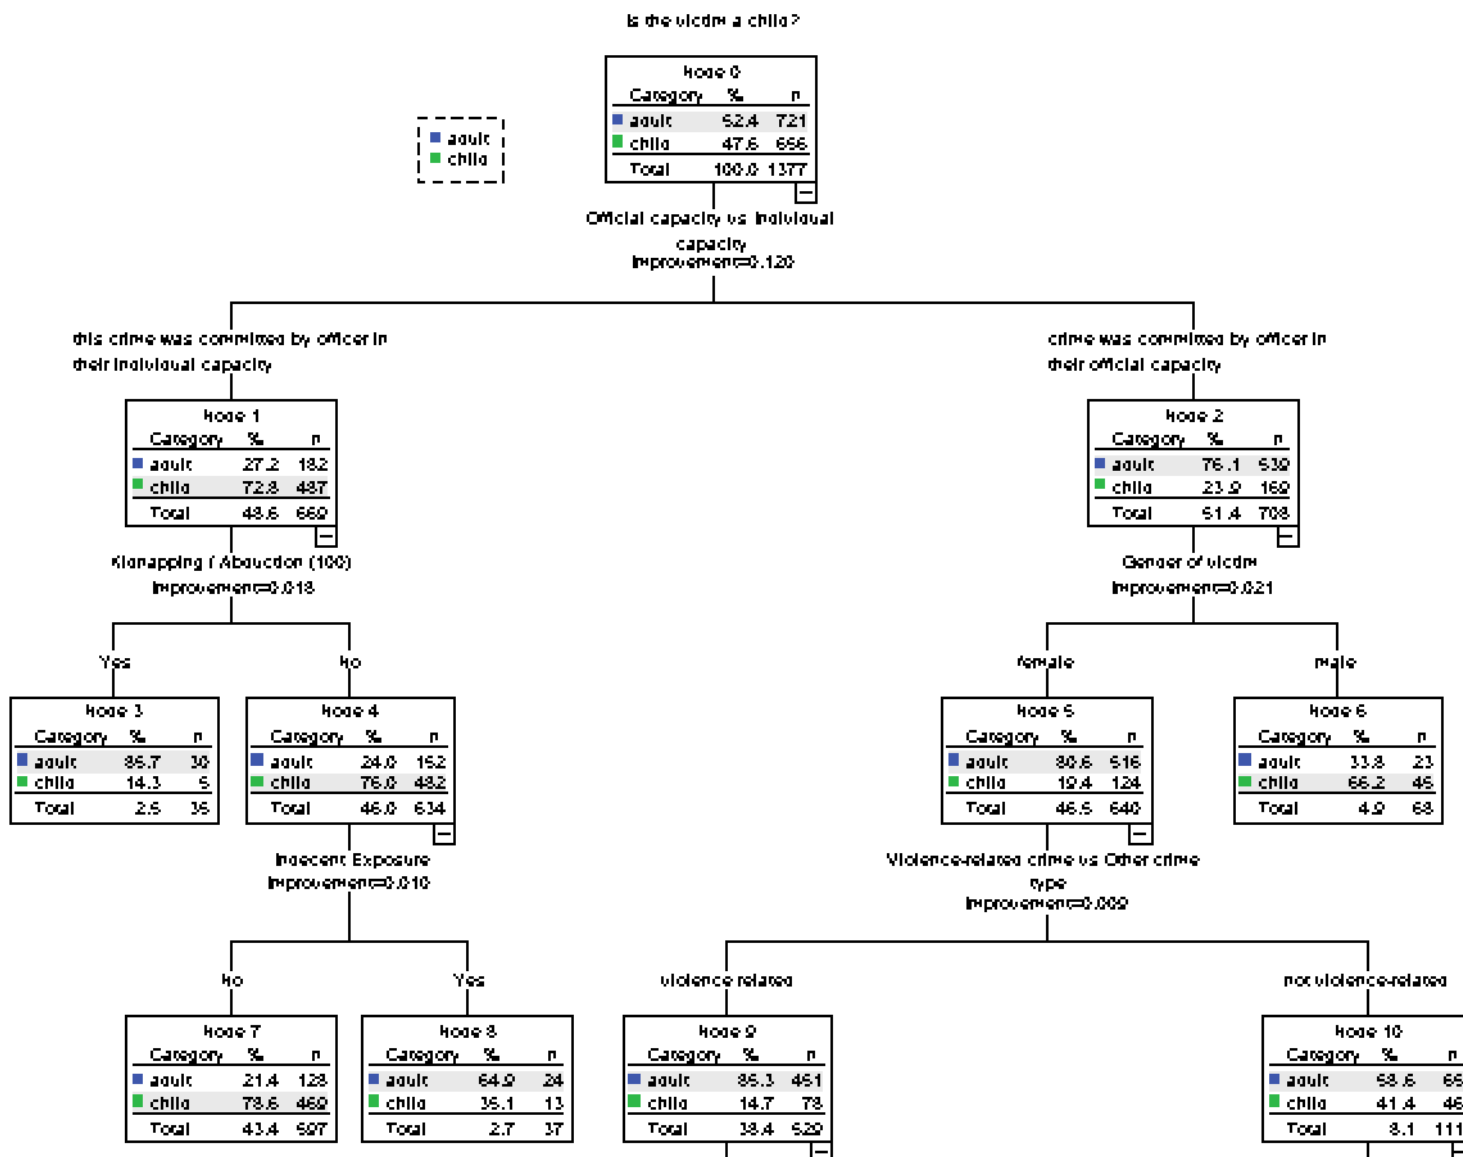 Is the victim a child?
Node 0
Category % n
adult 52.4 721
child 47.6 656
Total 100.0 1377
adult
child
Official capacity vs Individual
capacity
Improvement=0.120
this crime was committed by officer in
their individual capacity
crime was committed by officer in
their official capacity
Node 1
Category % n
adult 27.2 182
child 72.8 487
Total 48.6 669
Node 2
Category % n
adult 76.1 539
child 23.9 169
Total 51.4 708
Kidnapping / Abduction (100)
Improvement=0.018
Gender of victim
Improvement=0.021
Yes
No
female
male
Node 3
Category % n
adult 85.7 30
child 14.3 5
Total 2.5 35
Node 4
Category % n
adult 24.0 152
child 76.0 482
Total 46.0 634
Node 5
Category % n
adult 80.6 516
child 19.4 124
Total 46.5 640
Node 6
Category % n
adult 33.8 23
child 66.2 45
Total 4.9 68
Indecent Exposure
Improvement=0.010
Violence-related crime vs Other crime
type
Improvement=0.009
No
Yes
violence related
not violence-related
Node 7
Category % n
adult 21.4 128
child 78.6 469
Total 43.4 597
Node 8
Category % n
adult 64.9 24
child 35.1 13
Total 2.7 37
Node 9
Category % n
adult 85.3 451
child 14.7 78
Total 38.4 529
Node 10
Category % n
adult 58.6 65
child 41.4 46
Total 8.1 111